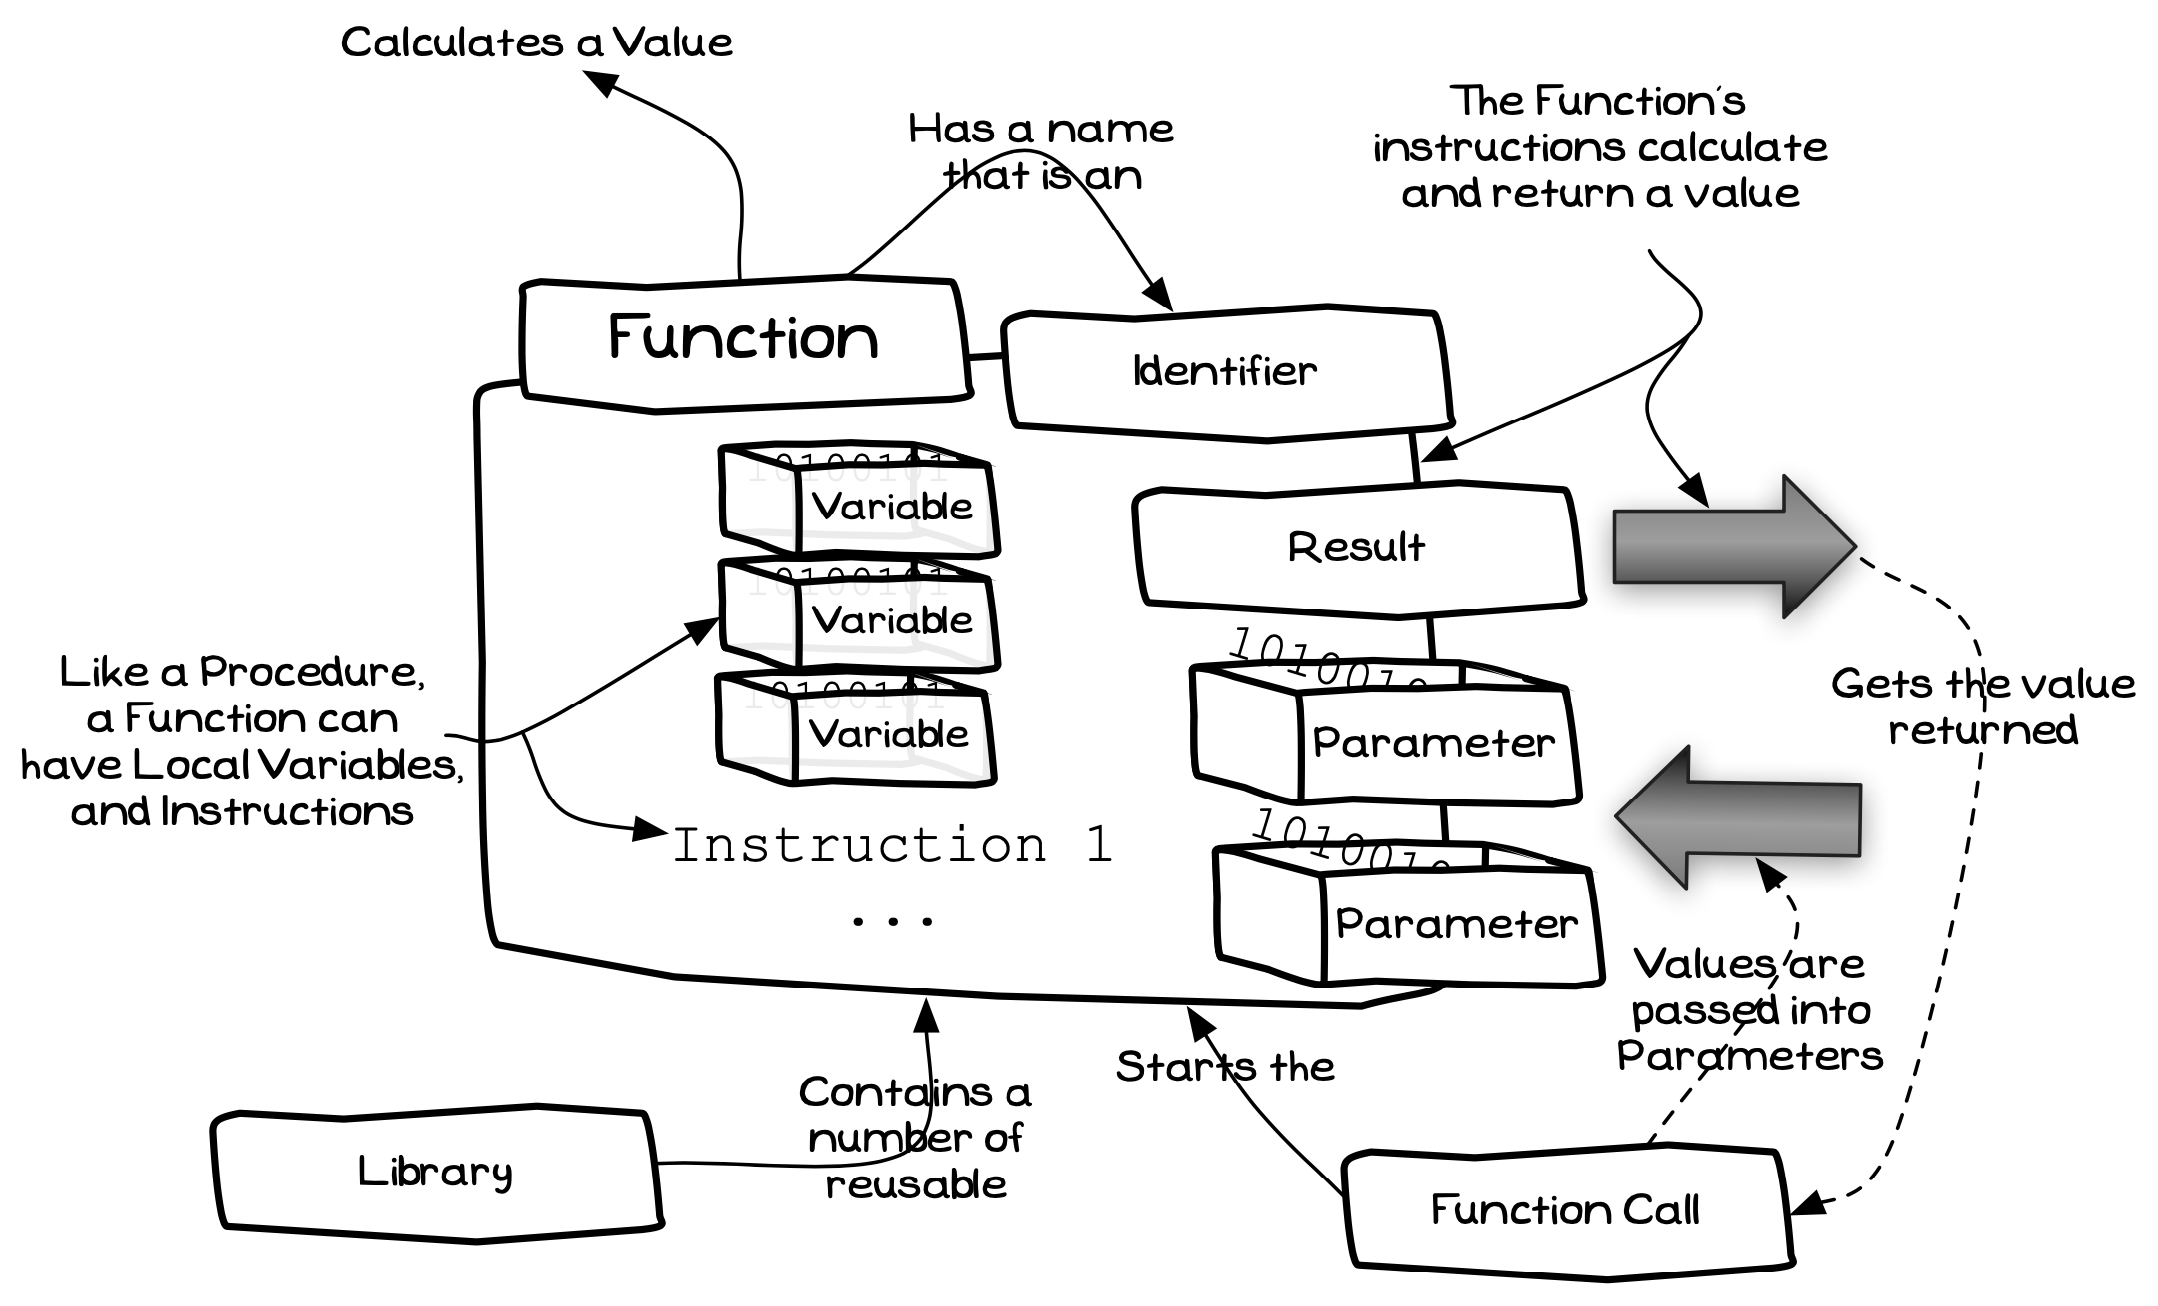 Calculates a Value
Has a name
that is an
The Function's
instructions calculate
and return a value
Function
Identifier
10100101
Variable
Result
10100101
Variable
1010010
Parameter
Like a Procedure,
a Function can
have Local Variables,
and Instructions
10100101
Variable
Gets the value
returned
Instruction 1
...
1010010
Parameter
Values are
passed into
Parameters
Starts the
Contains a
number of
reusable
Library
Function Call